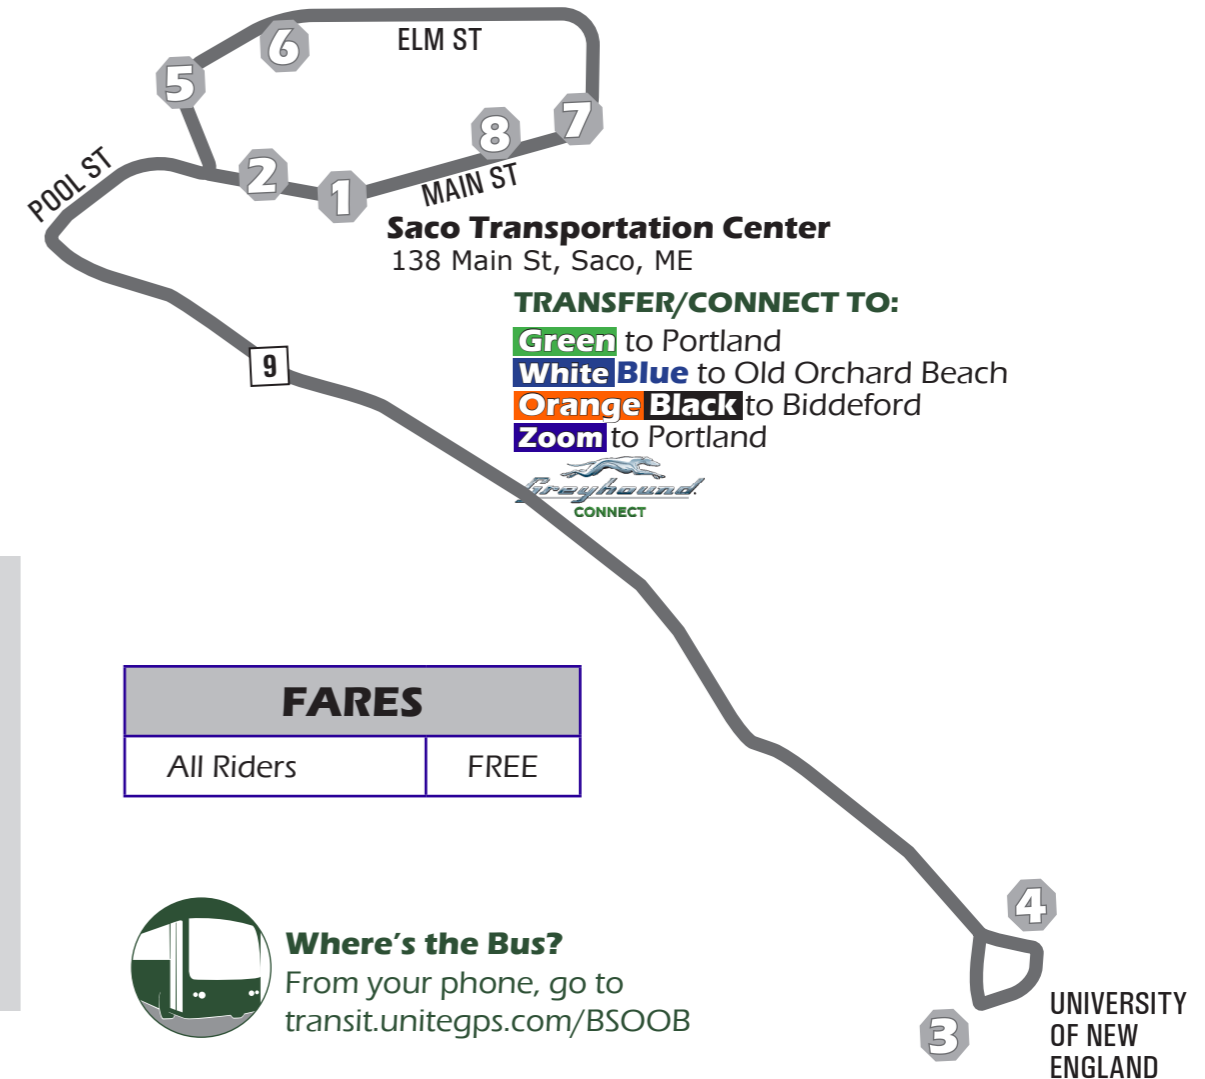 6
ELM ST
5
7
8
2
1
POOL ST
MAIN ST
Saco Transportation Center
138 Main St, Saco, ME
TRANSFER/CONNECT TO:
Green to Portland
White Blue to Old Orchard Beach
Orange Black to Biddeford
Zoom to Portland
Greyhound
CONNECT
9
FARES
All Riders FREE
4
3
UNIVERSITY
OF NEW
ENGLAND
Where's the Bus?
From your phone, go to
transit.unitegps.com/BSOOB